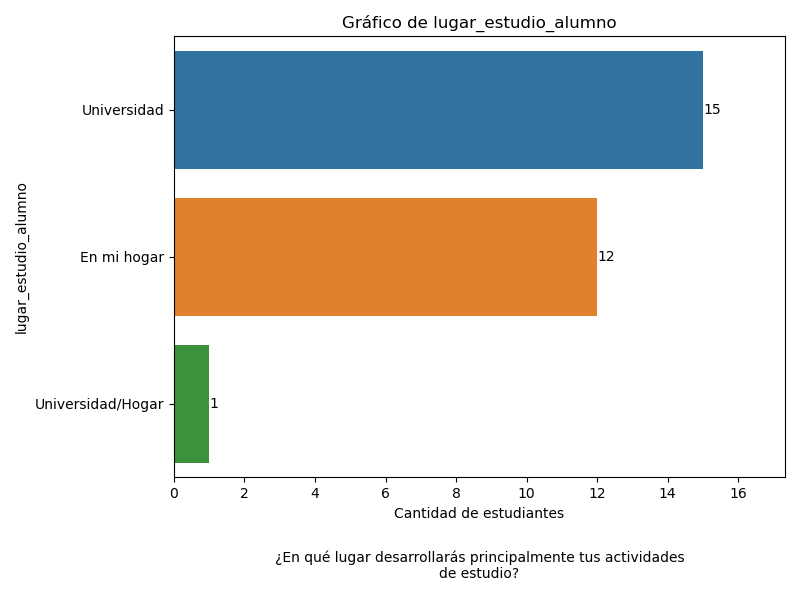 Gráfico de lugar_estudio_alumno
lugar_estudio_alumno
Universidad
15
En mi hogar
12
Universidad/Hogar
1
0 2 4 6 8 10 12 14 16
Cantidad de estudiantes
¿En qué lugar desarrollarás principalmente tus actividades
de estudio?